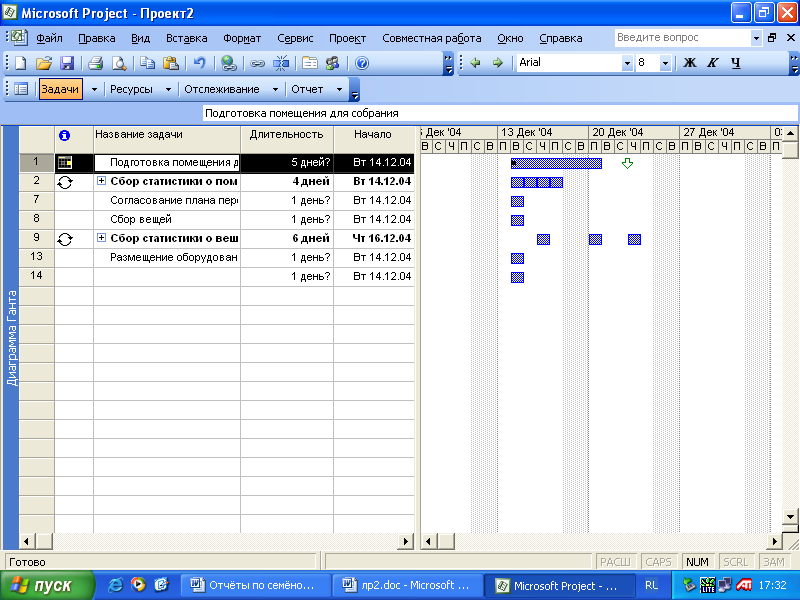 Microsoft Project - Проект2
Файл Правка Вид Вставка Формат Сервис Проект Совместная работа Окно Справка Введите вопрос
Arial 8 Ж К Ч
Задачи Ресурсы Отслеживание Отчет
Подготовка помещения для собрания
Название задачи Длительность Начало
Дек '04 13 Дек '04 20 Дек '04 27 Дек '04
В С Ч П С В П В С Ч П С В П В С Ч П С В П В С Ч П С В П
1 Подготовка помещения д 5 дней? Вт 14.12.04
2 Сбор статистики о пом 4 дней Вт 14.12.04
7 Согласование плана пер 1 день? Вт 14.12.04
8 Сбор вещей 1 день? Вт 14.12.04
9 Сбор статистики о вещ 6 дней Чт 16.12.04
13 Размещение оборудован 1 день? Вт 14.12.04
14 1 день? Вт 14.12.04
Диаграмма Ганта
Готово РАСШ CAPS NUM SCRL ЗАМ
пуск Отчёты по семёно... лр2.doc - Microsoft ... Microsoft Project - ... RL 17:32